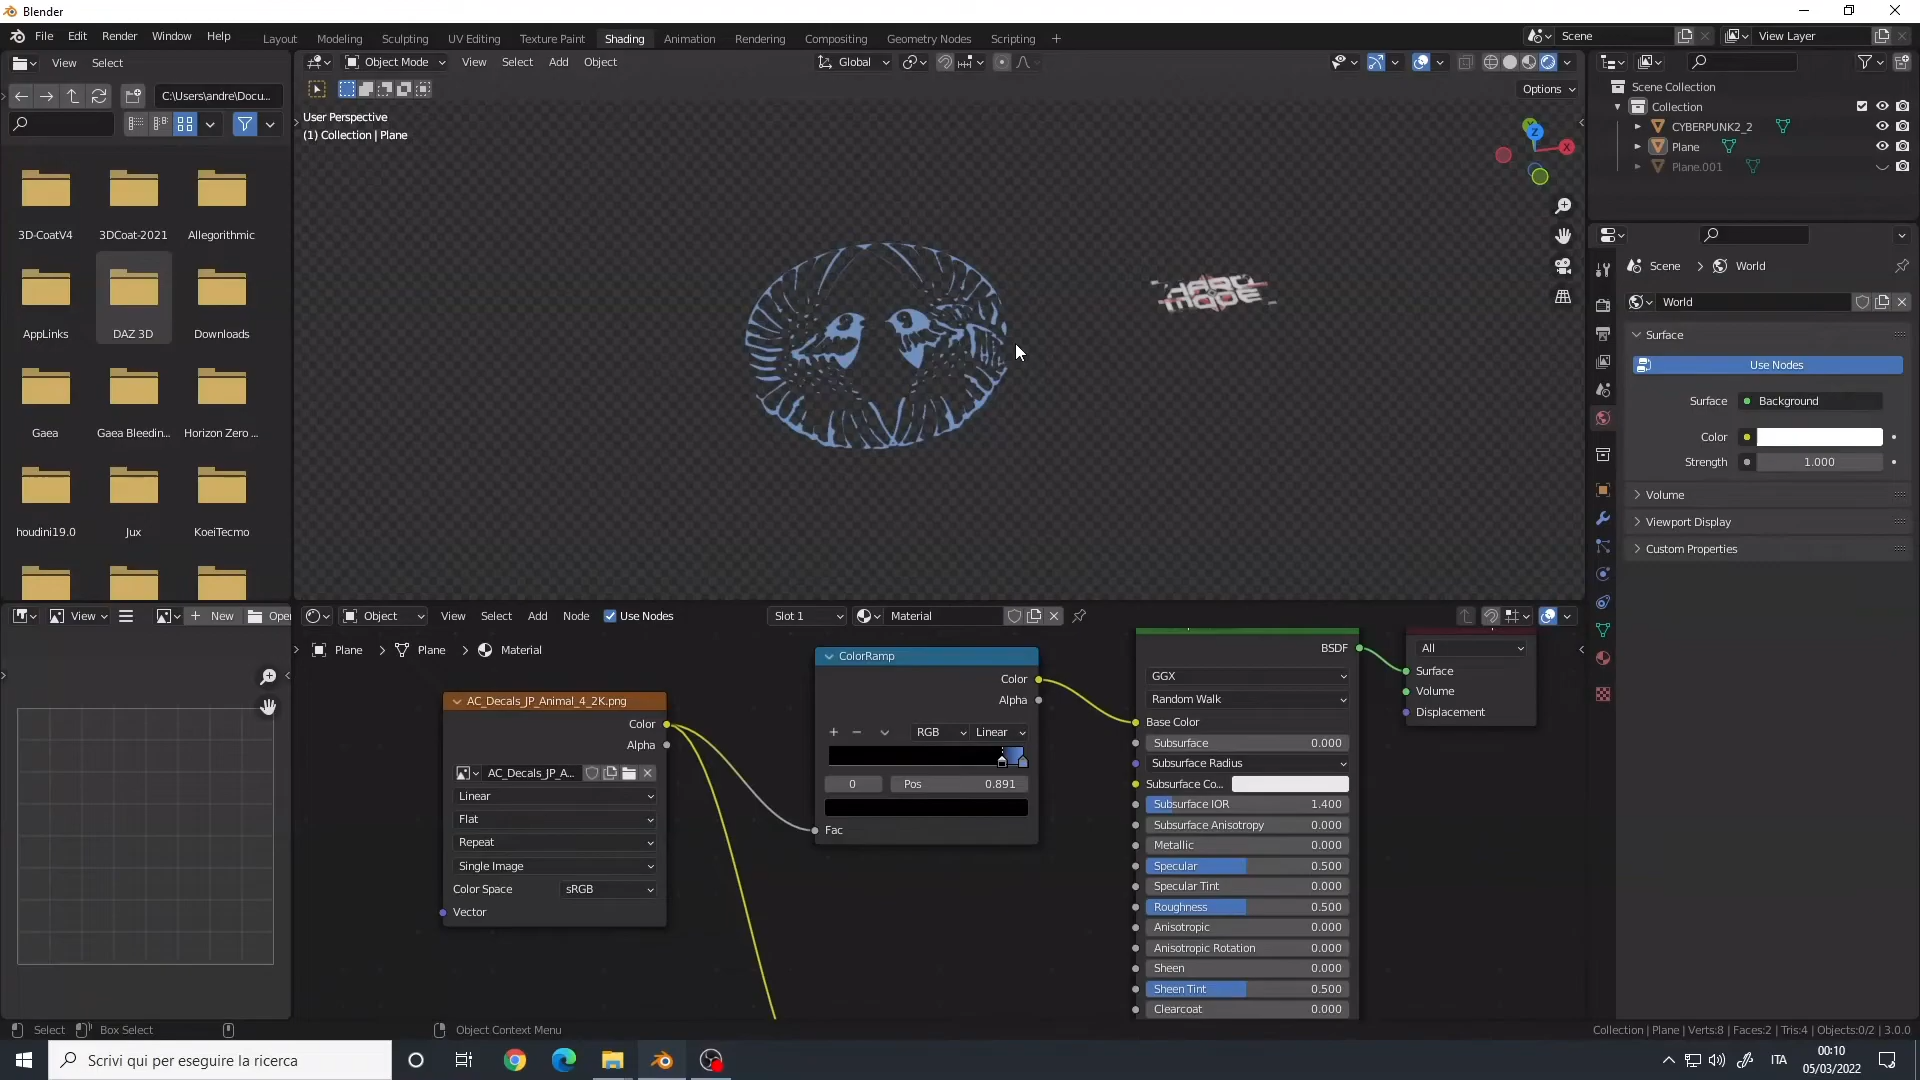 Blender
File Edit Render Window Help
Layout Modeling Sculpting UV Editing Texture Paint Shading Animation Rendering Compositing Geometry Nodes Scripting +
Scene
View Layer
View Select
Object Mode View Select Add Object
Global
C:\Users\andre\Docu...
Options
User Perspective
(1) Collection | Plane
Z
X
3D-CoatV4 3DCoat-2021 Allegorithmic
AppLinks DAZ 3D Downloads
Gaea Gaea Bleedin... Horizon Zero ...
houdini19.0 Jux KoeiTecmo
HARD
MODE
Scene Collection
Collection
CYBERPUNK2_2
Plane
Plane.001
Scene > World
World
Surface
Use Nodes
Surface Background
Color
Strength 1.000
Volume
Viewport Display
Custom Properties
View + New Ope
Object View Select Add Node Use Nodes
Slot 1 Material
Plane > Plane > Material
AC_Decals_JP_Animal_4_2K.png
Color
Alpha
AC_Decals_JP_A...
Linear
Flat
Repeat
Single Image
Color Space sRGB
Vector
ColorRamp
Color
Alpha
+ − RGB Linear
0 Pos 0.891
Fac
BSDF
GGX
Random Walk
Base Color
Subsurface 0.000
Subsurface Radius
Subsurface Co...
Subsurface IOR 1.400
Subsurface Anisotropy 0.000
Metallic 0.000
Specular 0.500
Specular Tint 0.000
Roughness 0.500
Anisotropic 0.000
Anisotropic Rotation 0.000
Sheen 0.000
Sheen Tint 0.500
Clearcoat 0.000
All
Surface
Volume
Displacement
Select Box Select Object Context Menu
Collection | Plane | Verts:8 | Faces:2 | Tris:4 | Objects:0/2 | 3.0.0
Scrivi qui per eseguire la ricerca
ITA
00:10
05/03/2022